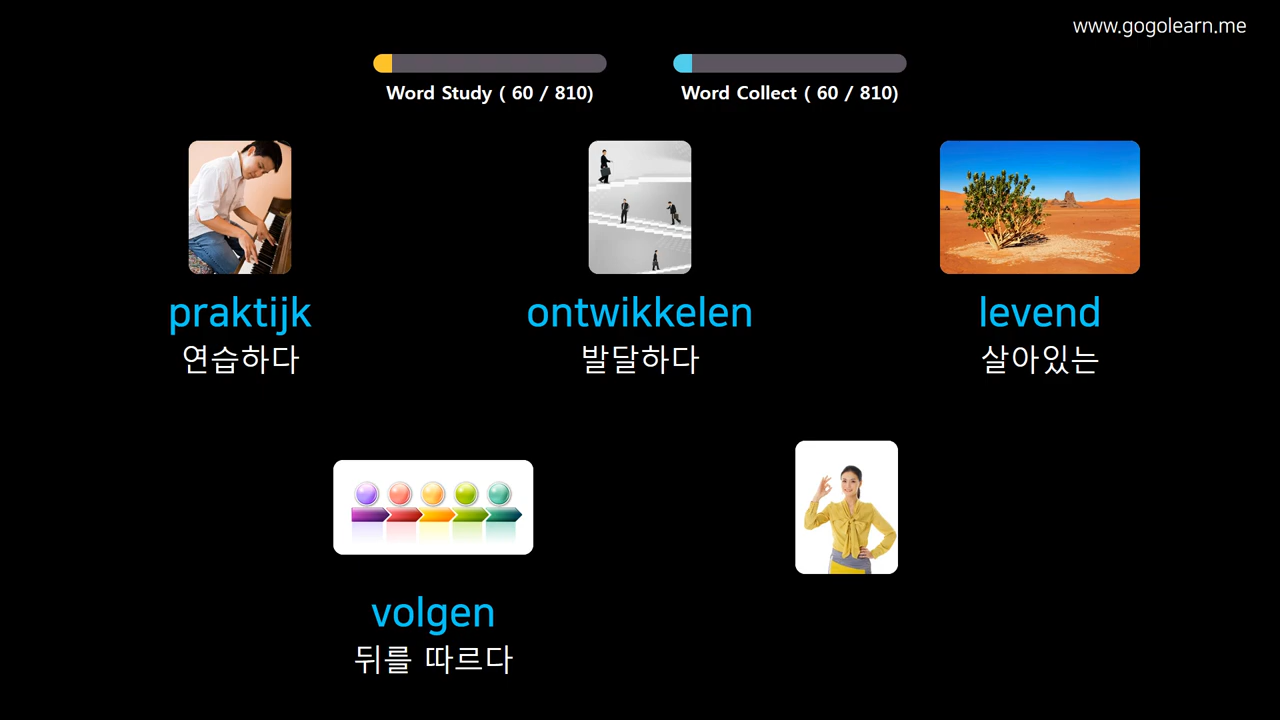 www.gogolearn.me
Word Study ( 60 / 810)
Word Collect ( 60 / 810)
praktijk
연습하다
ontwikkelen
발달하다
levend
살아있는
volgen
뒤를 따르다